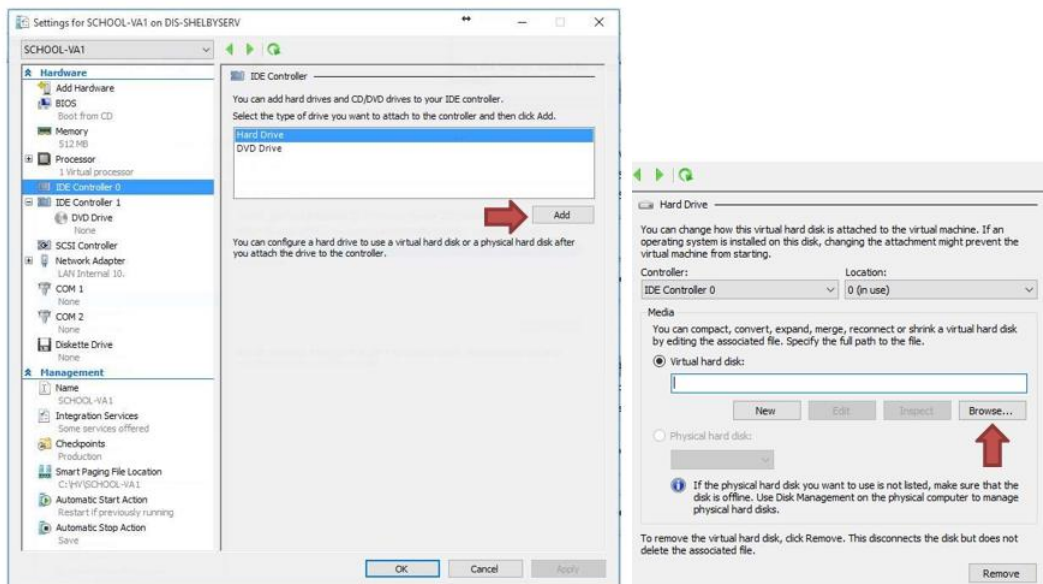 Settings for SCHOOL-VA1 on DIS-SHELBYSERV
SCHOOL-VA1
Hardware
Add Hardware
BIOS
Boot from CD
Memory
512 MB
Processor
1 Virtual processor
IDE Controller 0
IDE Controller 1
DVD Drive
None
SCSI Controller
Network Adapter
LAN Internal 10.
COM 1
None
COM 2
None
Diskette Drive
None
Management
Name
SCHOOL-VA1
Integration Services
Some services offered
Checkpoints
Production
Smart Paging File Location
C:\HV\SCHOOL-VA1
Automatic Start Action
Restart if previously running
Automatic Stop Action
Save
IDE Controller
You can add hard drives and CD/DVD drives to your IDE controller.
Select the type of drive you want to attach to the controller and then click Add.
Hard Drive
DVD Drive
Add
You can configure a hard drive to use a virtual hard disk or a physical hard disk after
you attach the drive to the controller.
OK Cancel Apply
Hard Drive
You can change how this virtual hard disk is attached to the virtual machine. If an
operating system is installed on this disk, changing the attachment might prevent the
virtual machine from starting.
Controller: Location:
IDE Controller 0 0 (in use)
Media
You can compact, convert, expand, merge, reconnect or shrink a virtual hard disk
by editing the associated file. Specify the full path to the file.
Virtual hard disk:
New Edit Inspect Browse...
Physical hard disk:
If the physical hard disk you want to use is not listed, make sure that the
disk is offline. Use Disk Management on the physical computer to manage
physical hard disks.
To remove the virtual hard disk, click Remove. This disconnects the disk but does not
delete the associated file.
Remove